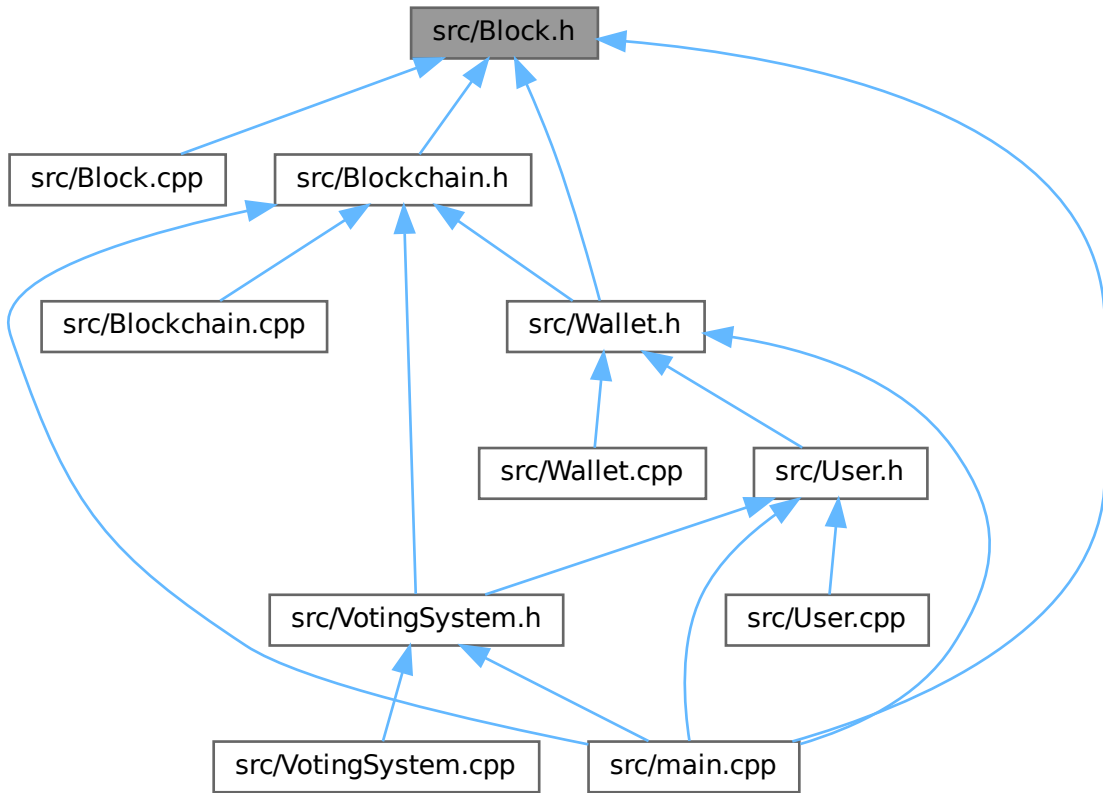 src/Block.h
src/Block.cpp
src/Blockchain.h
src/Blockchain.cpp
src/Wallet.h
src/Wallet.cpp
src/User.h
src/VotingSystem.h
src/User.cpp
src/VotingSystem.cpp
src/main.cpp